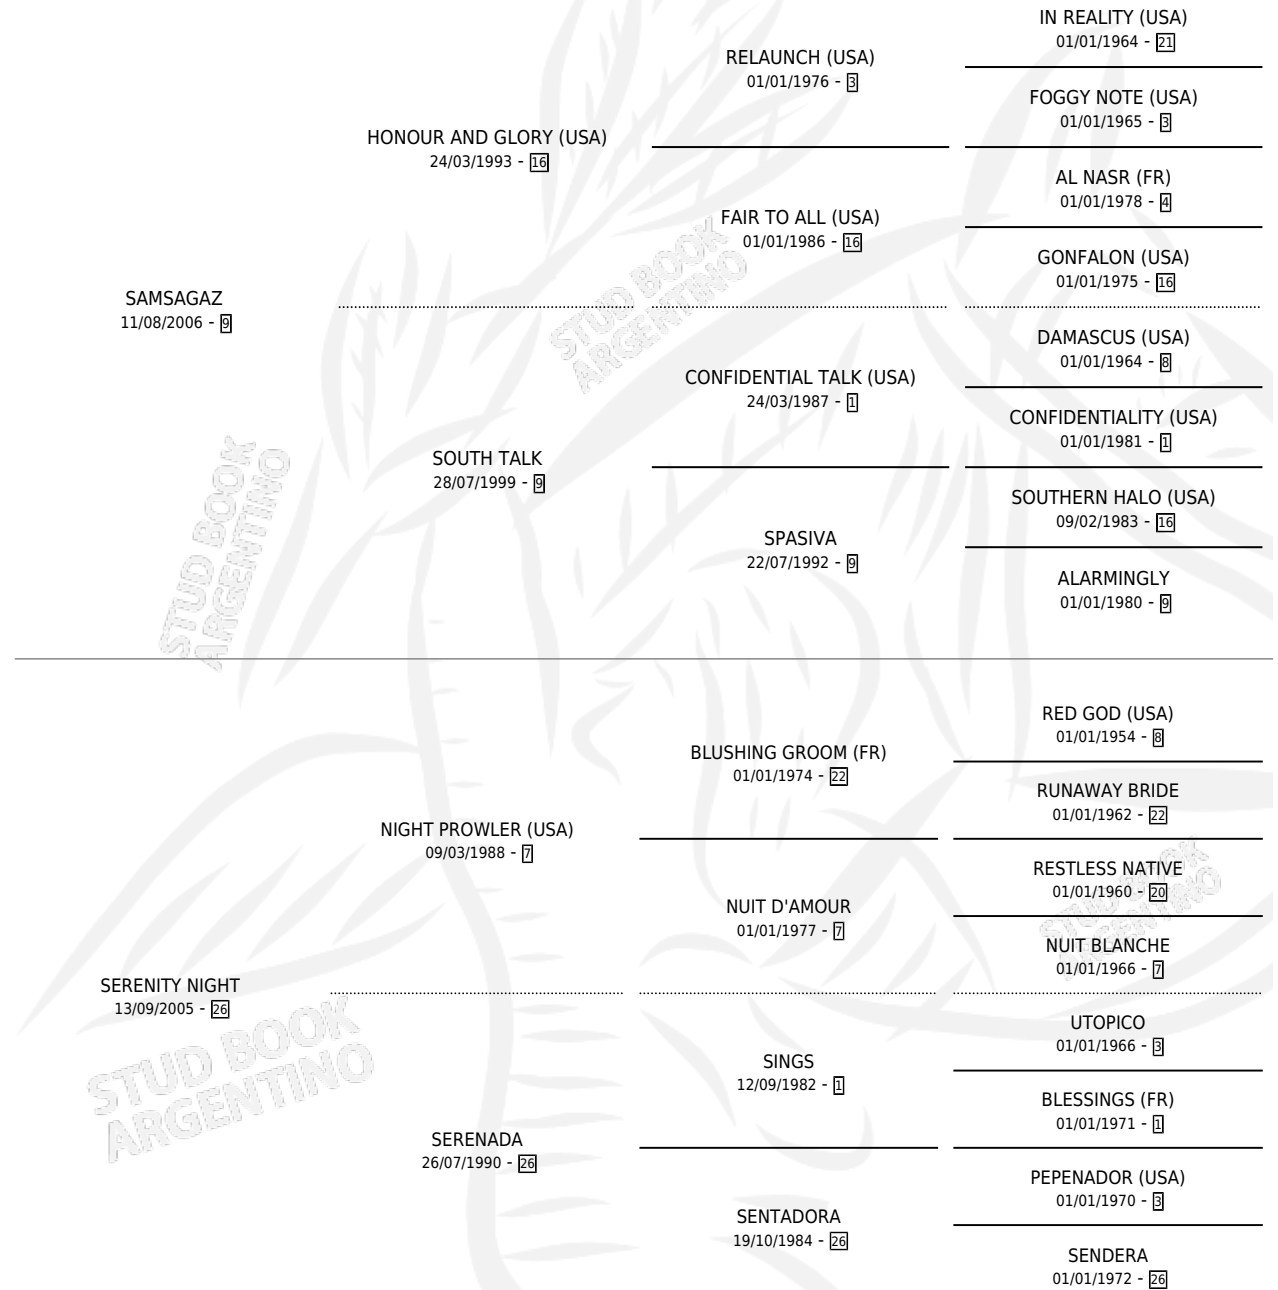 IN REALITY (USA)
01/01/1964 - 21
RELAUNCH (USA)
01/01/1976 - 3
FOGGY NOTE (USA)
01/01/1965 - 3
HONOUR AND GLORY (USA)
24/03/1993 - 16
AL NASR (FR)
01/01/1978 - 4
FAIR TO ALL (USA)
01/01/1986 - 16
GONFALON (USA)
01/01/1975 - 16
SAMSAGAZ
11/08/2006 - 9
STUD BOOK
ARGENTINO
DAMASCUS (USA)
01/01/1964 - 8
CONFIDENTIAL TALK (USA)
24/03/1987 - 1
CONFIDENTIALITY (USA)
01/01/1981 - 1
SOUTH TALK
28/07/1999 - 9
SOUTHERN HALO (USA)
09/02/1983 - 16
SPASIVA
22/07/1992 - 9
ALARMINGLY
01/01/1980 - 9
STUD BOOK
ARGENTINO
RED GOD (USA)
01/01/1954 - 8
BLUSHING GROOM (FR)
01/01/1974 - 22
RUNAWAY BRIDE
01/01/1962 - 22
NIGHT PROWLER (USA)
09/03/1988 - 7
RESTLESS NATIVE
01/01/1960 - 20
NUIT D'AMOUR
01/01/1977 - 7
STUD BOOK
ARGENTINO
NUIT BLANCHE
01/01/1966 - 7
SERENITY NIGHT
13/09/2005 - 26
STUD BOOK
ARGENTINO
UTOPICO
01/01/1966 - 3
SINGS
12/09/1982 - 1
BLESSINGS (FR)
01/01/1971 - 1
SERENADA
26/07/1990 - 26
PEPENADOR (USA)
01/01/1970 - 3
SENTADORA
19/10/1984 - 26
SENDERA
01/01/1972 - 26